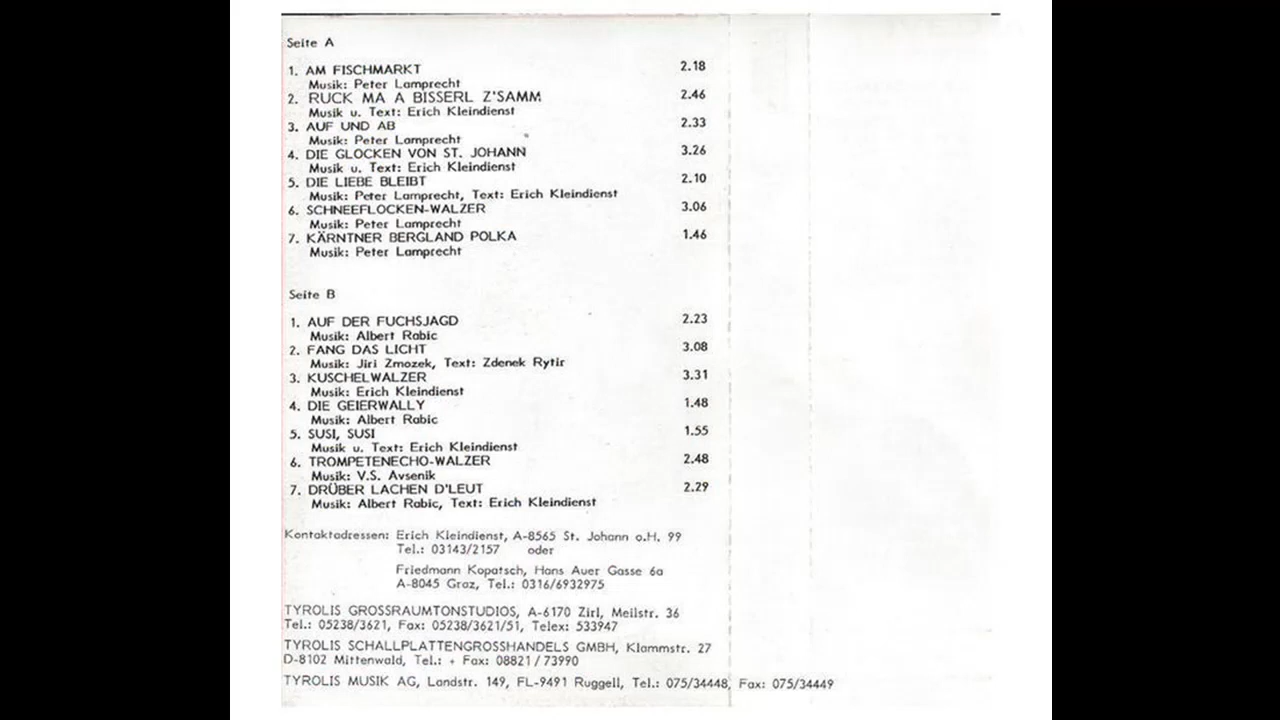 Seite A
1. AM FISCHMARKT 2.18
Musik: Peter Lamprecht
2. RUCK MA A BISSERL Z'SAMM 2.46
Musik u. Text: Erich Kleindienst
3. AUF UND AB 2.33
Musik: Peter Lamprecht
4. DIE GLOCKEN VON ST. JOHANN 3.26
Musik u. Text: Erich Kleindienst
5. DIE LIEBE BLEIBT 2.10
Musik: Peter Lamprecht, Text: Erich Kleindienst
6. SCHNEEFLOCKEN-WALZER 3.06
Musik: Peter Lamprecht
7. KÄRNTNER BERGLAND POLKA 1.46
Musik: Peter Lamprecht
Seite B
1. AUF DER FUCHSJAGD 2.23
Musik: Albert Rabic
2. FANG DAS LICHT 3.08
Musik: Jiri Zmozek, Text: Zdenek Rytir
3. KUSCHELWALZER 3.31
Musik: Erich Kleindienst
4. DIE GEIERWALLY 1.48
Musik: Albert Rabic
5. SUSI, SUSI 1.55
Musik u. Text: Erich Kleindienst
6. TROMPETENECHO-WALZER 2.48
Musik: V.S. Avsenik
7. DRÜBER LACHEN D'LEUT 2.29
Musik: Albert Rabic, Text: Erich Kleindienst
Kontaktadressen: Erich Kleindienst, A-8565 St. Johann o.H. 99
Tel.: 03143/2157 oder
Friedmann Kopatsch, Hans Auer Gasse 6a
A-8045 Graz, Tel.: 0316/6932975
TYROLIS GROSSRAUMTONSTUDIOS, A-6170 Zirl, Meilstr. 36
Tel.: 05238/3621, Fax: 05238/3621/51, Telex: 533947
TYROLIS SCHALLPLATTENGROSSHANDELS GMBH, Klammstr. 27
D-8102 Mittenwald, Tel.: + Fax: 08821/73990
TYROLIS MUSIK AG, Landstr. 149, FL-9491 Ruggell, Tel.: 075/34448, Fax: 075/34449